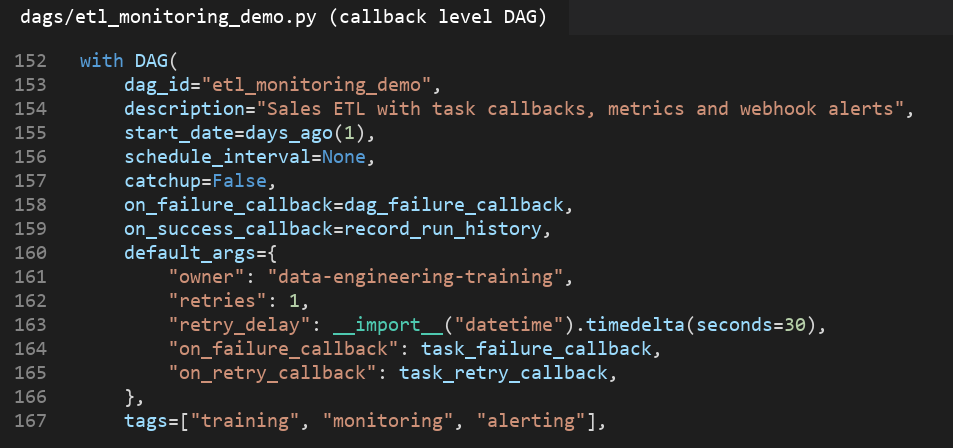 dags/etl_monitoring_demo.py (callback level DAG)
152 with DAG(
153     dag_id="etl_monitoring_demo",
154     description="Sales ETL with task callbacks, metrics and webhook alerts",
155     start_date=days_ago(1),
156     schedule_interval=None,
157     catchup=False,
158     on_failure_callback=dag_failure_callback,
159     on_success_callback=record_run_history,
160     default_args={
161         "owner": "data-engineering-training",
162         "retries": 1,
163         "retry_delay": __import__("datetime").timedelta(seconds=30),
164         "on_failure_callback": task_failure_callback,
165         "on_retry_callback": task_retry_callback,
166     },
167     tags=["training", "monitoring", "alerting"],